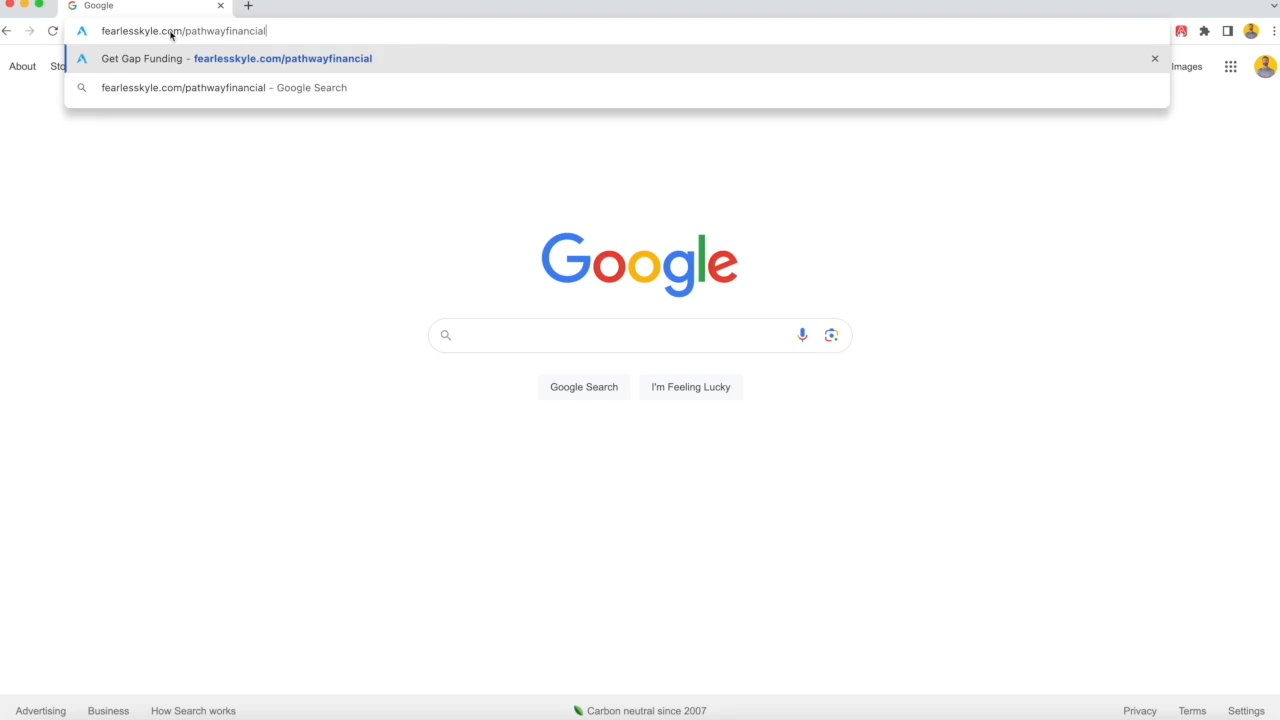 Google
fearlesskyle.com/pathwayfinancial
Get Gap Funding - fearlesskyle.com/pathwayfinancial
About Sto Images
fearlesskyle.com/pathwayfinancial - Google Search
Google
Google Search I'm Feeling Lucky
Advertising Business How Search works Carbon neutral since 2007 Privacy Terms Settings